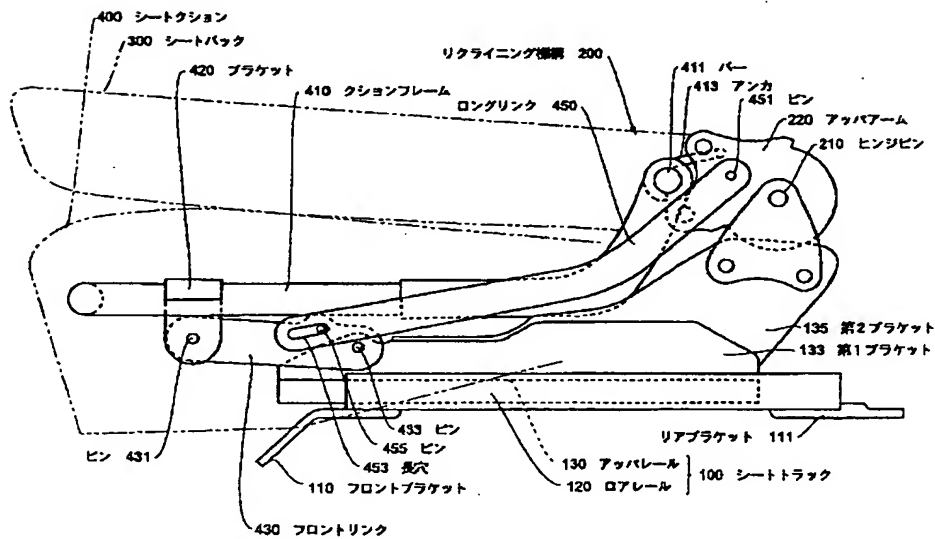 400 シートクション
300 シートバック
420 ブラケット
410 クションフレーム
リクライニング機構 200
ロングリンク 450
411 バー
413 アンカ
451 ピン
220 アッパアーム
210 ヒンジピン
135 第2ブラケット
133 第1ブラケット
リアブラケット 111
433 ピン
455 ピン
453 長穴
ピン 431
110 フロントブラケット
130 アッパレール
120 ロアレール
100 シートトラック
430 フロントリンク